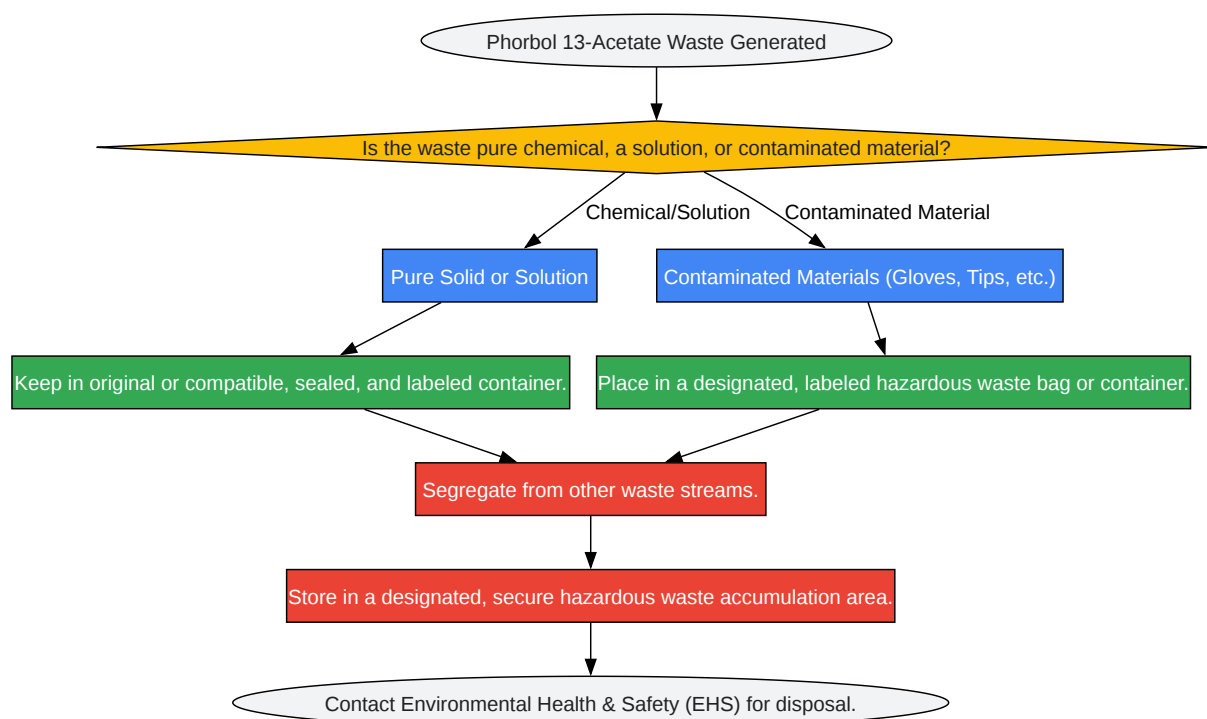 Phorbol 13-Acetate Waste Generated
Is the waste pure chemical, a solution, or contaminated material?
Chemical/Solution
Contaminated Material
Pure Solid or Solution
Contaminated Materials (Gloves, Tips, etc.)
Keep in original or compatible, sealed, and labeled container.
Place in a designated, labeled hazardous waste bag or container.
Segregate from other waste streams.
Store in a designated, secure hazardous waste accumulation area.
Contact Environmental Health & Safety (EHS) for disposal.